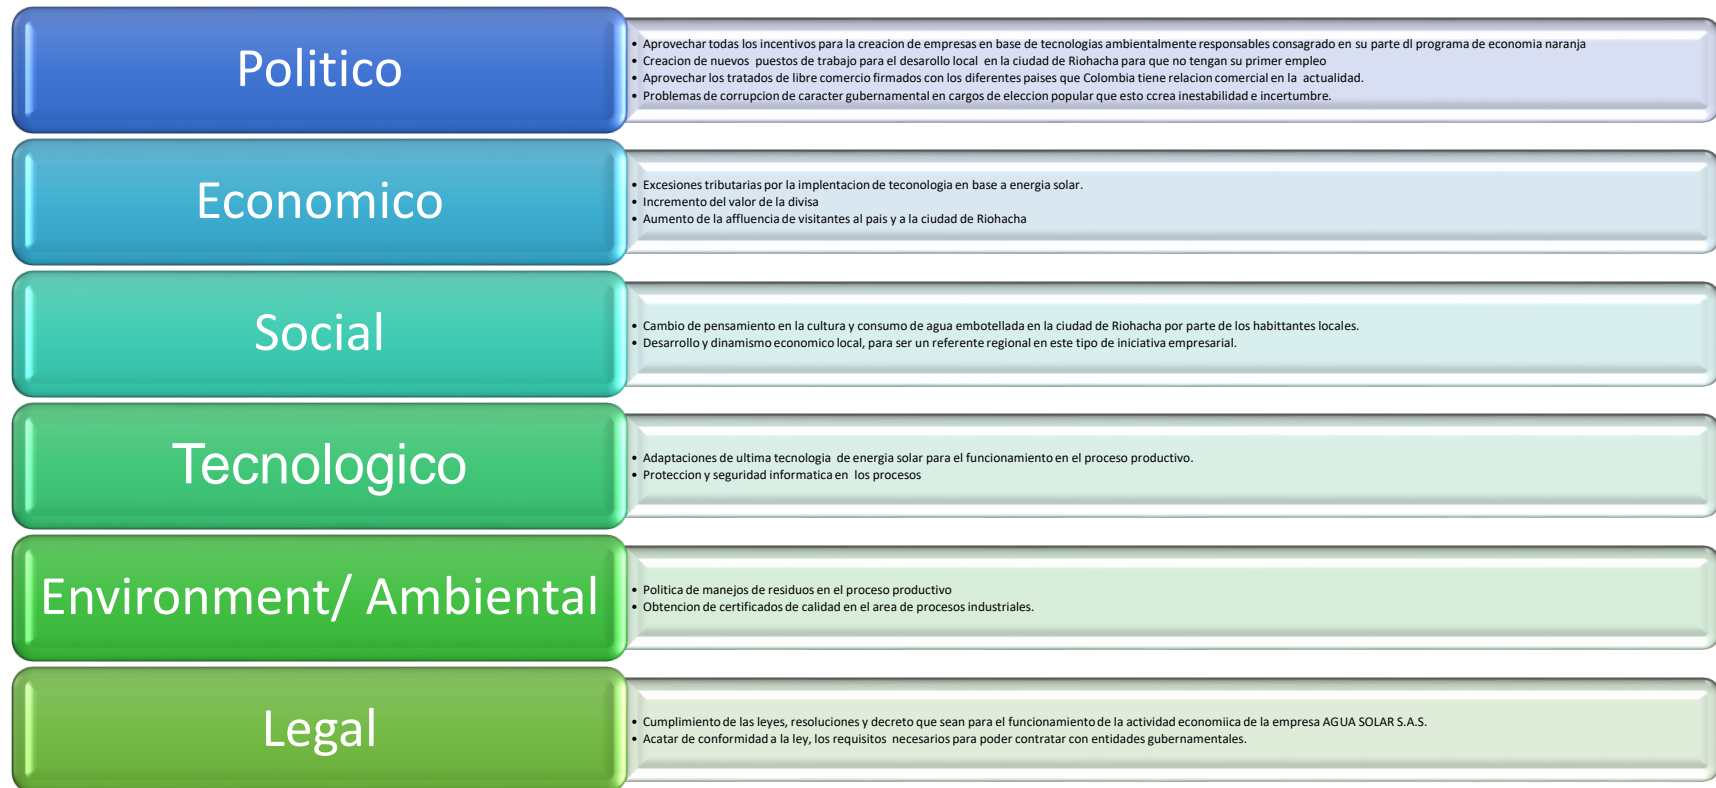 Politico
• Aprovechar todas los incentivos para la creacion de empresas en base de tecnologias ambientalmente responsables consagrado en su parte dl programa de economia naranja
• Creacion de nuevos puestos de trabajo para el desarollo local en la ciudad de Riohacha para que no tengan su primer empleo
• Aprovechar los tratados de libre comercio firmados con los diferentes paises que Colombia tiene relacion comercial en la actualidad.
• Problemas de corrupcion de caracter gubernamental en cargos de eleccion popular que esto ccrea inestabilidad e incertumbre.
Economico
• Excesiones tributarias por la implentacion de teconologia en base a energia solar.
• Incremento del valor de la divisa
• Aumento de la affluencia de visitantes al pais y a la ciudad de Riohacha
Social
• Cambio de pensamiento en la cultura y consumo de agua embotellada en la ciudad de Riohacha por parte de los habittantes locales.
• Desarrollo y dinamismo economico local, para ser un referente regional en este tipo de iniciativa empresarial.
Tecnologico
• Adaptaciones de ultima tecnologia de energia solar para el funcionamiento en el proceso productivo.
• Proteccion y seguridad informatica en los procesos
Environment/ Ambiental
• Politica de manejos de residuos en el proceso productivo
• Obtencion de certificados de calidad en el area de procesos industriales.
Legal
• Cumplimiento de las leyes, resoluciones y decreto que sean para el funcionamiento de la actividad economiica de la empresa AGUA SOLAR S.A.S.
• Acatar de conformidad a la ley, los requisitos necesarios para poder contratar con entidades gubernamentales.